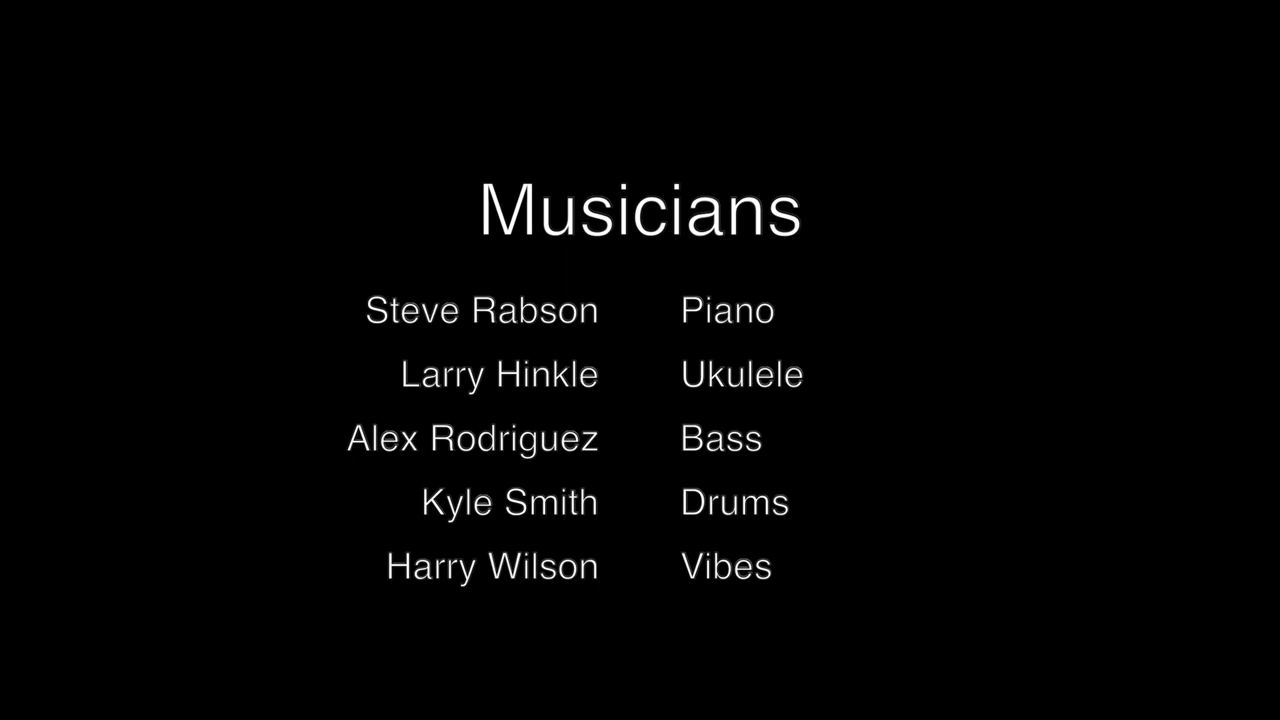 Musicians
Steve Rabson Piano
Larry Hinkle Ukulele
Alex Rodriguez Bass
Kyle Smith Drums
Harry Wilson Vibes